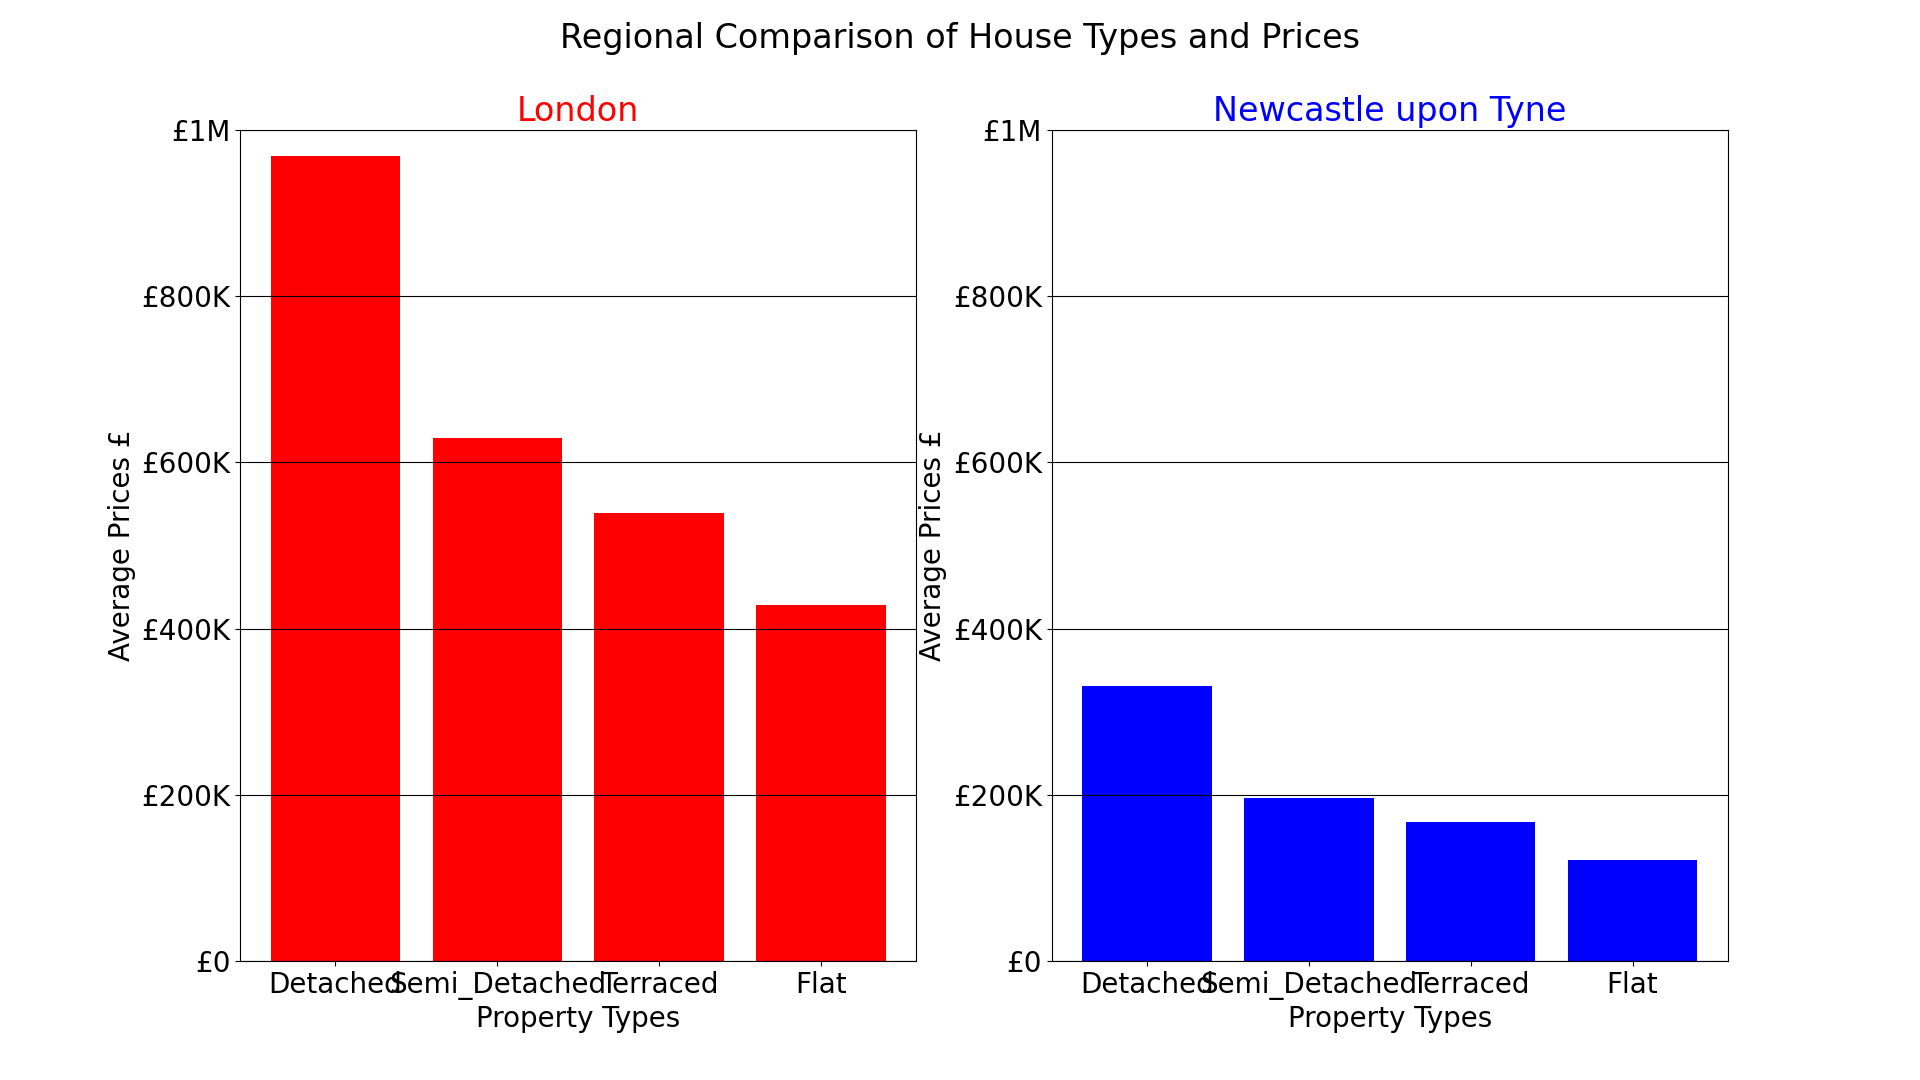 Regional Comparison of House Types and Prices
London
£1M
£800K
£600K
£400K
£200K
£0
Average Prices £
Detached
Semi_Detached
Terraced
Flat
Property Types
Newcastle upon Tyne
£1M
£800K
£600K
£400K
£200K
£0
Average Prices £
Detached
Semi_Detached
Terraced
Flat
Property Types